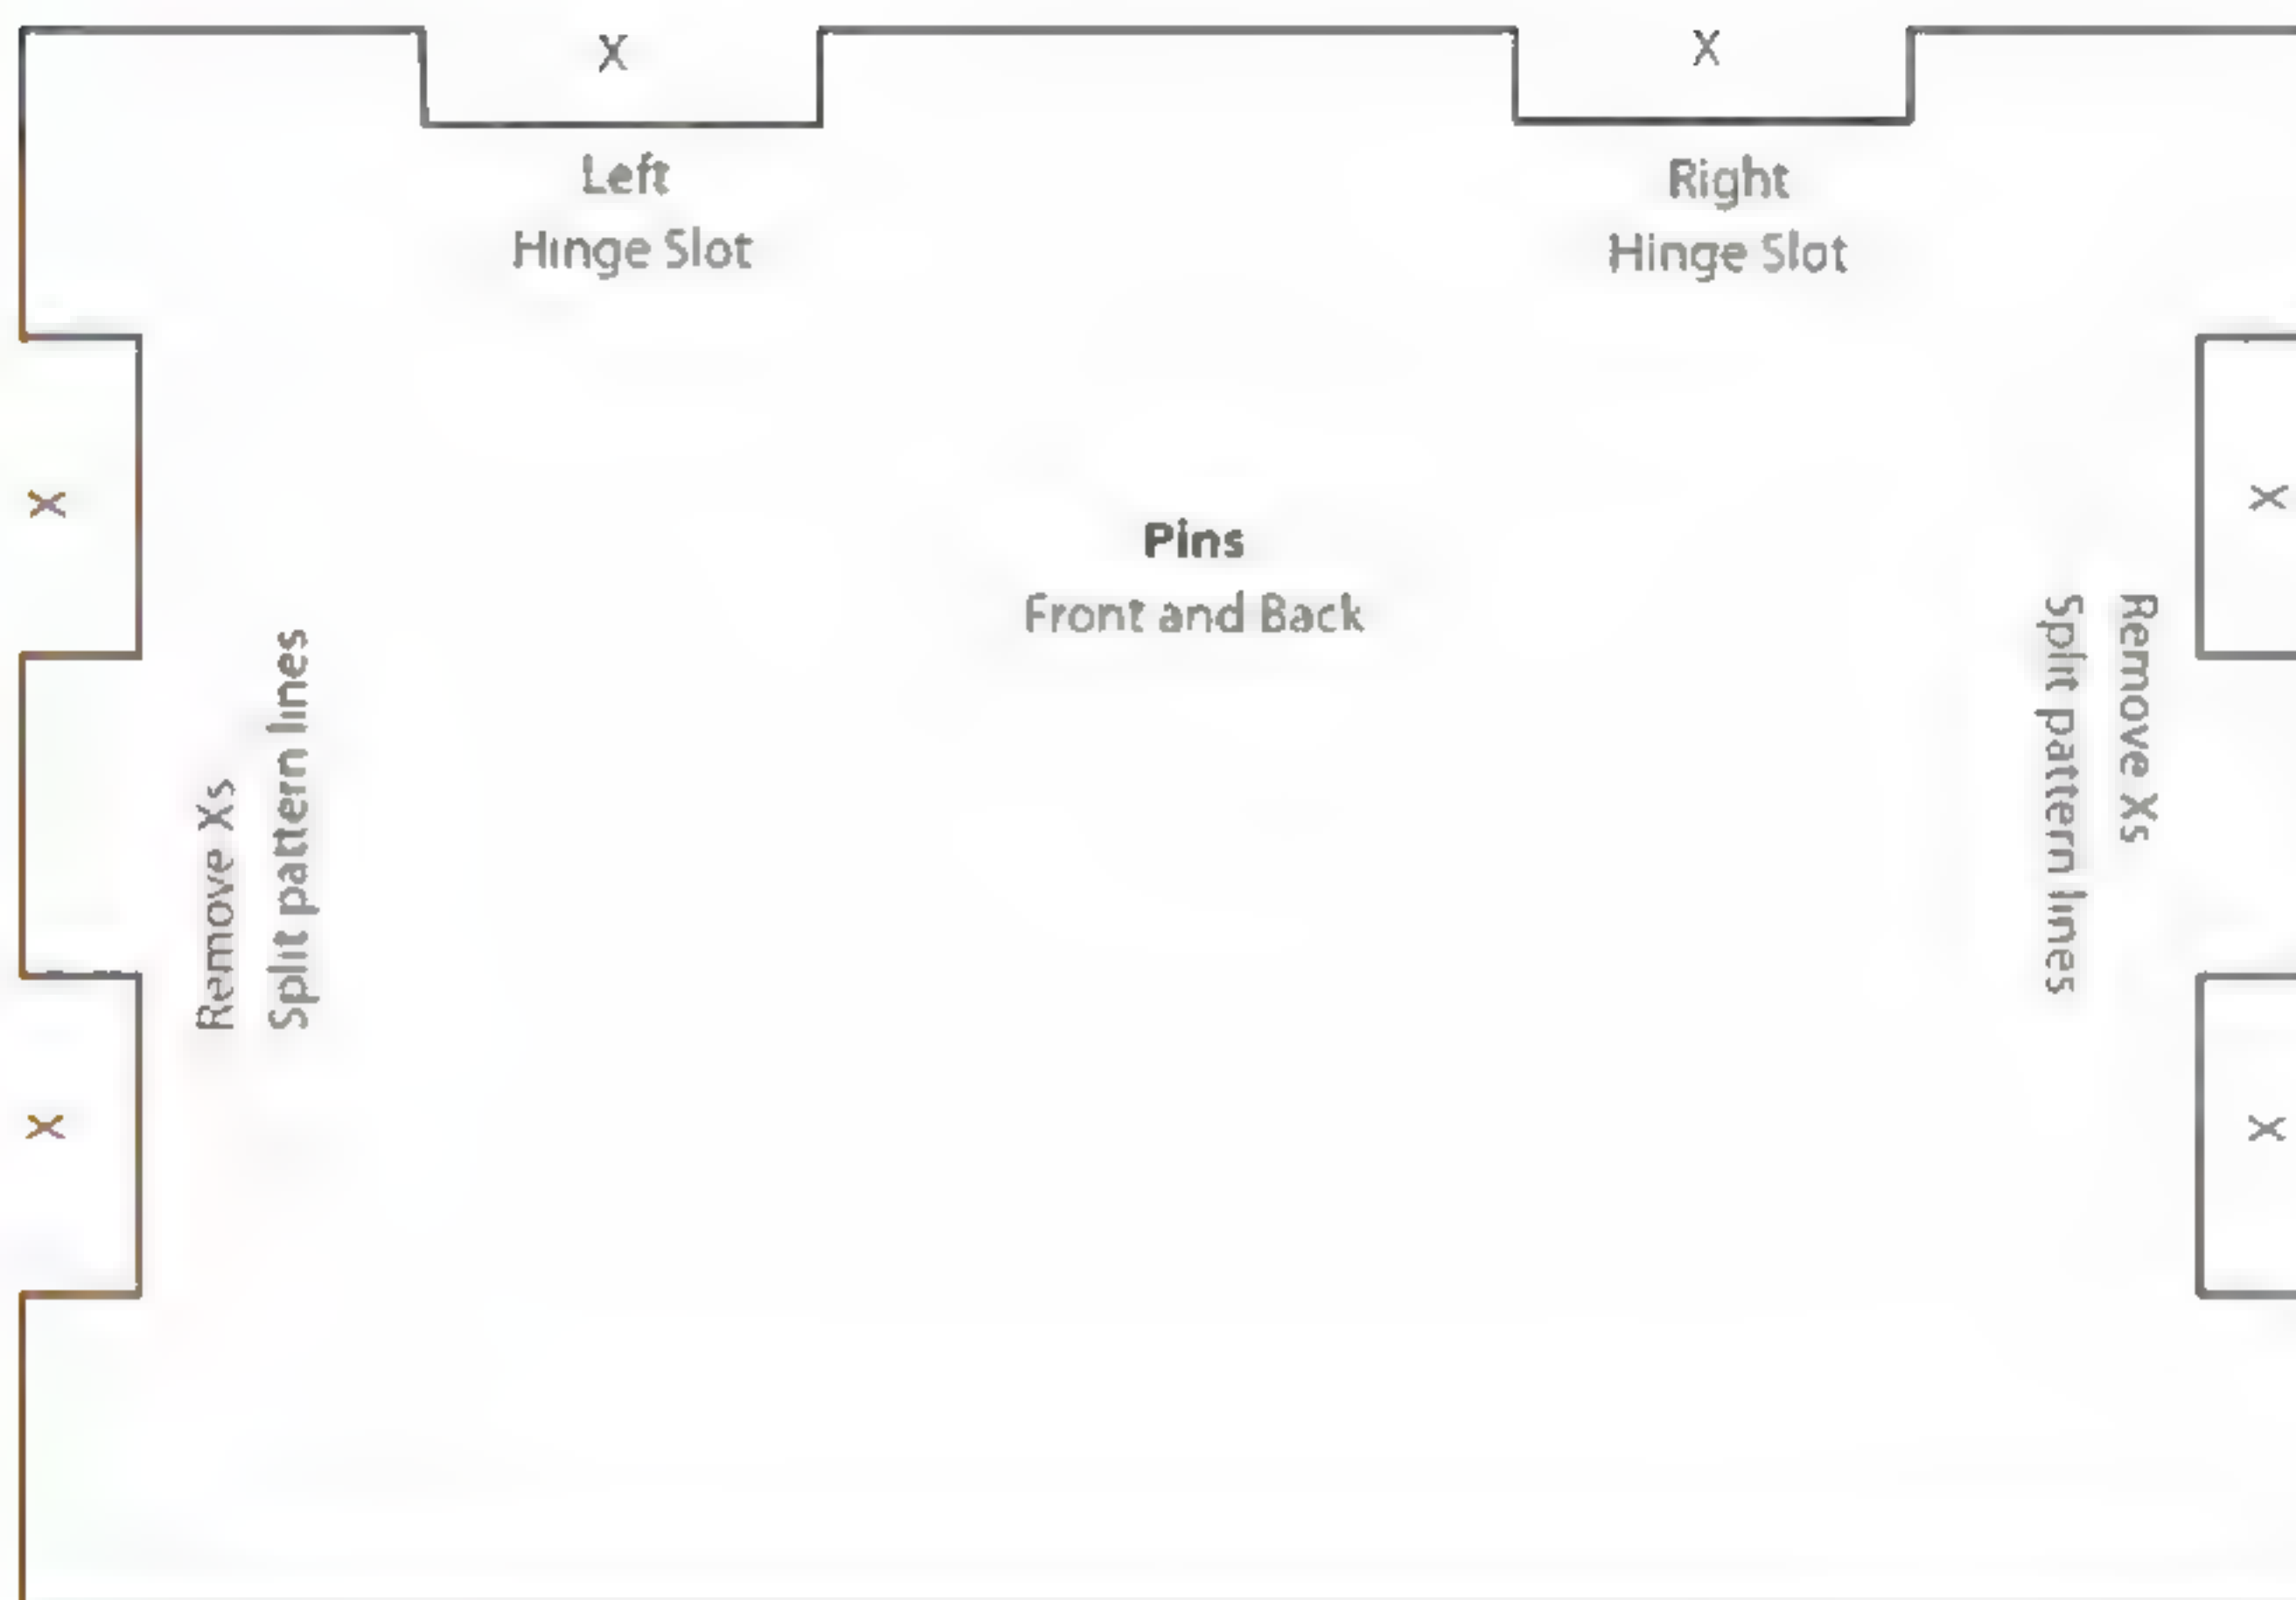 X
X
Left
Hinge Slot
Right
Hinge Slot
X
X
Pins
Front and Back
Remove Xs
Split pattern lines
Remove Xs
Split pattern lines
X
X